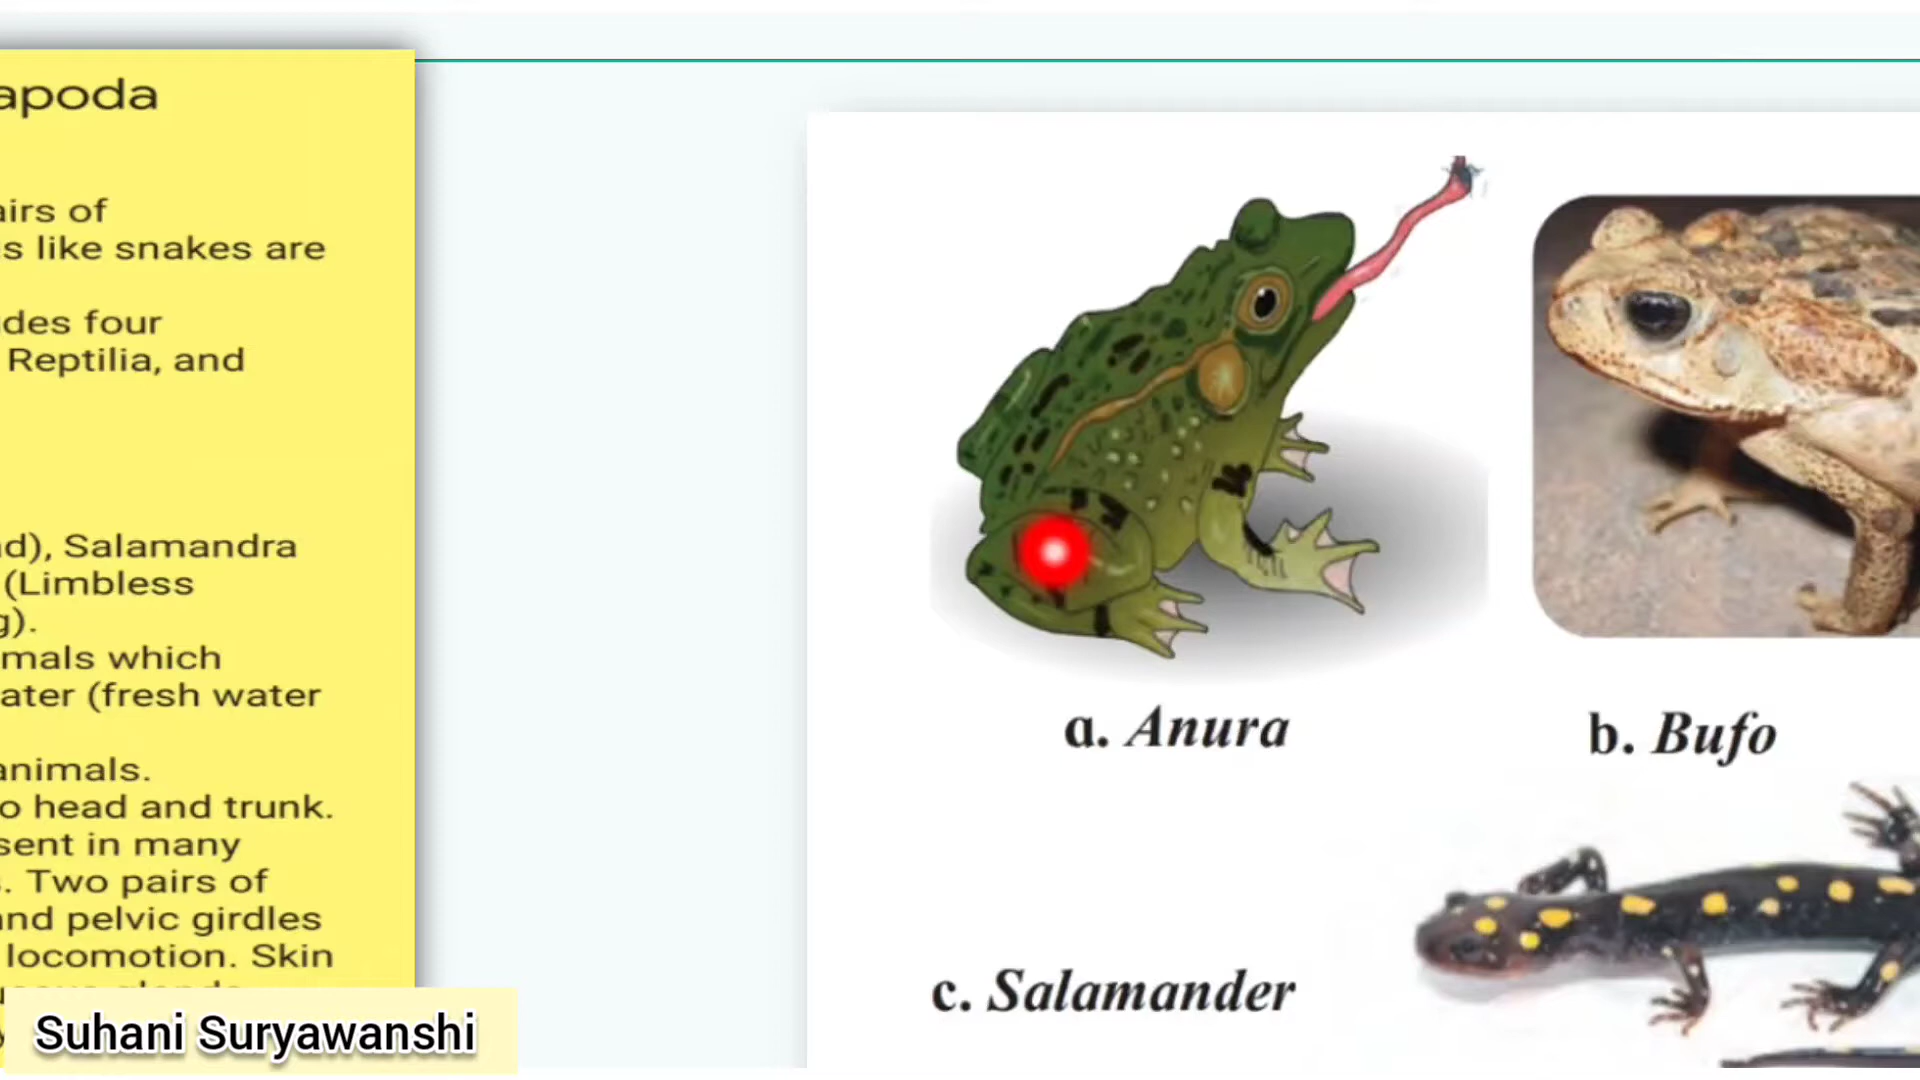 apoda
airs of
s like snakes are
des four
Reptilia, and
d), Salamandra
(Limbless
g).
mals which
ater (fresh water
animals.
o head and trunk.
sent in many
s. Two pairs of
and pelvic girdles
locomotion. Skin
Suhani Suryawanshi
a. Anura
b. Bufo
c. Salamander